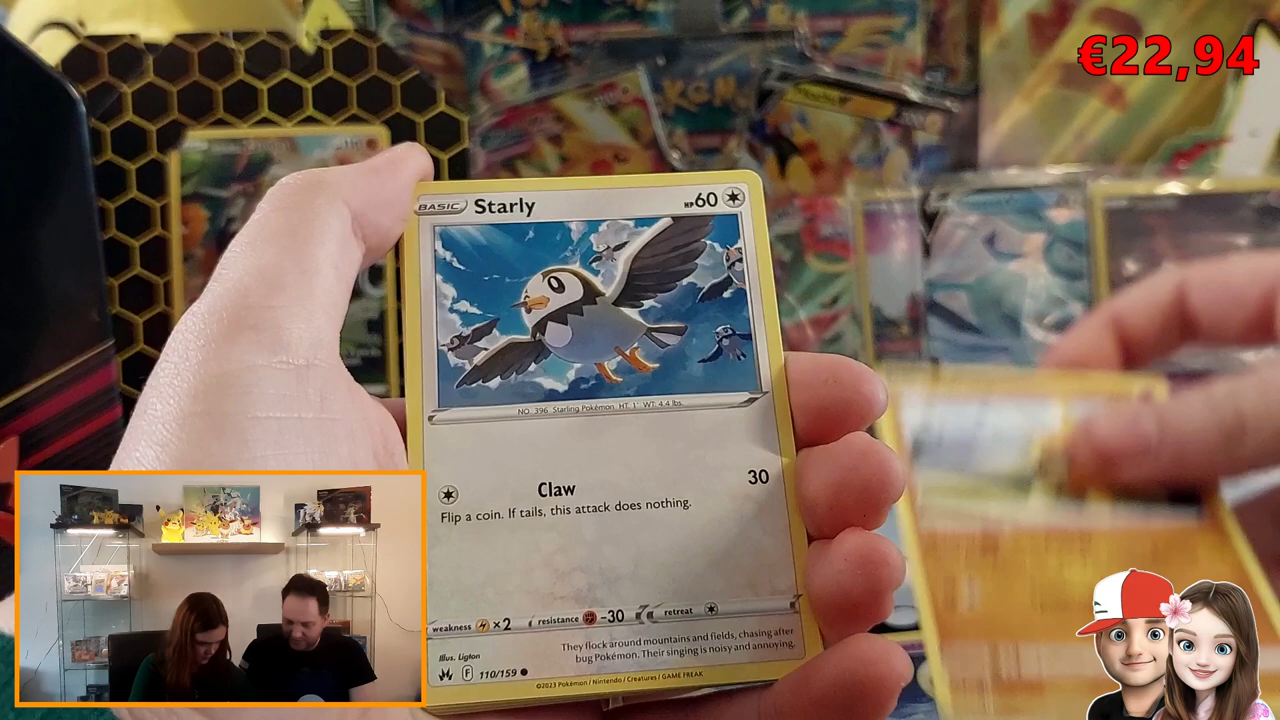 €22,94
BASIC Starly HP 60
NO. 396 Starling Pokémon HT 1' WT: 4.4 lbs.
Claw 30
Flip a coin. If tails, this attack does nothing.
weakness ×2 resistance -30 retreat
They flock around mountains and fields, chasing after
bug Pokémon. Their singing is noisy and annoying.
Illus. Ligton
F 110/159
©2023 Pokémon / Nintendo / Creatures / GAME FREAK